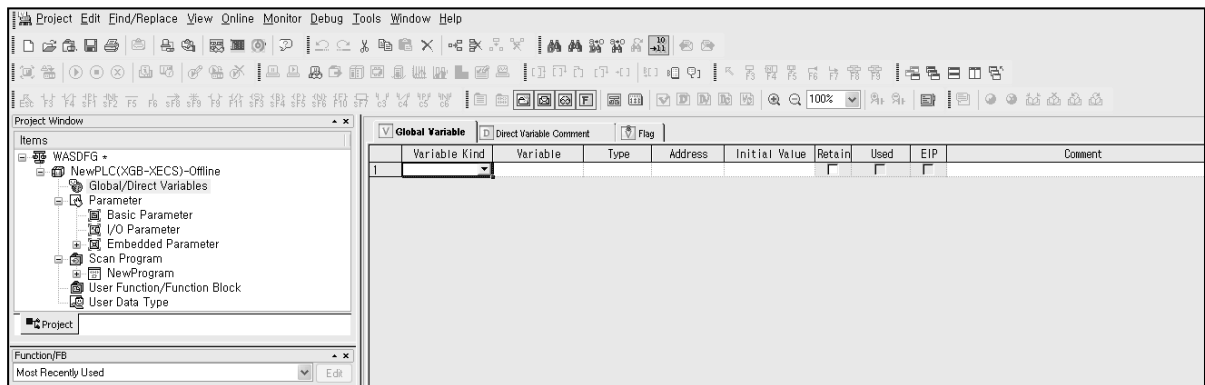 Project Edit Find/Replace View Online Monitor Debug Tools Window Help
100%
Project Window
Items
WASDFG *
NewPLC(XGB-XECS)-Offline
Global/Direct Variables
Parameter
Basic Parameter
I/O Parameter
Embedded Parameter
Scan Program
NewProgram
User Function/Function Block
User Data Type
Project
Function/FB
Most Recently Used Edit
V Global Variable D Direct Variable Comment Flag
Variable Kind Variable Type Address Initial Value Retain Used EIP Comment
1